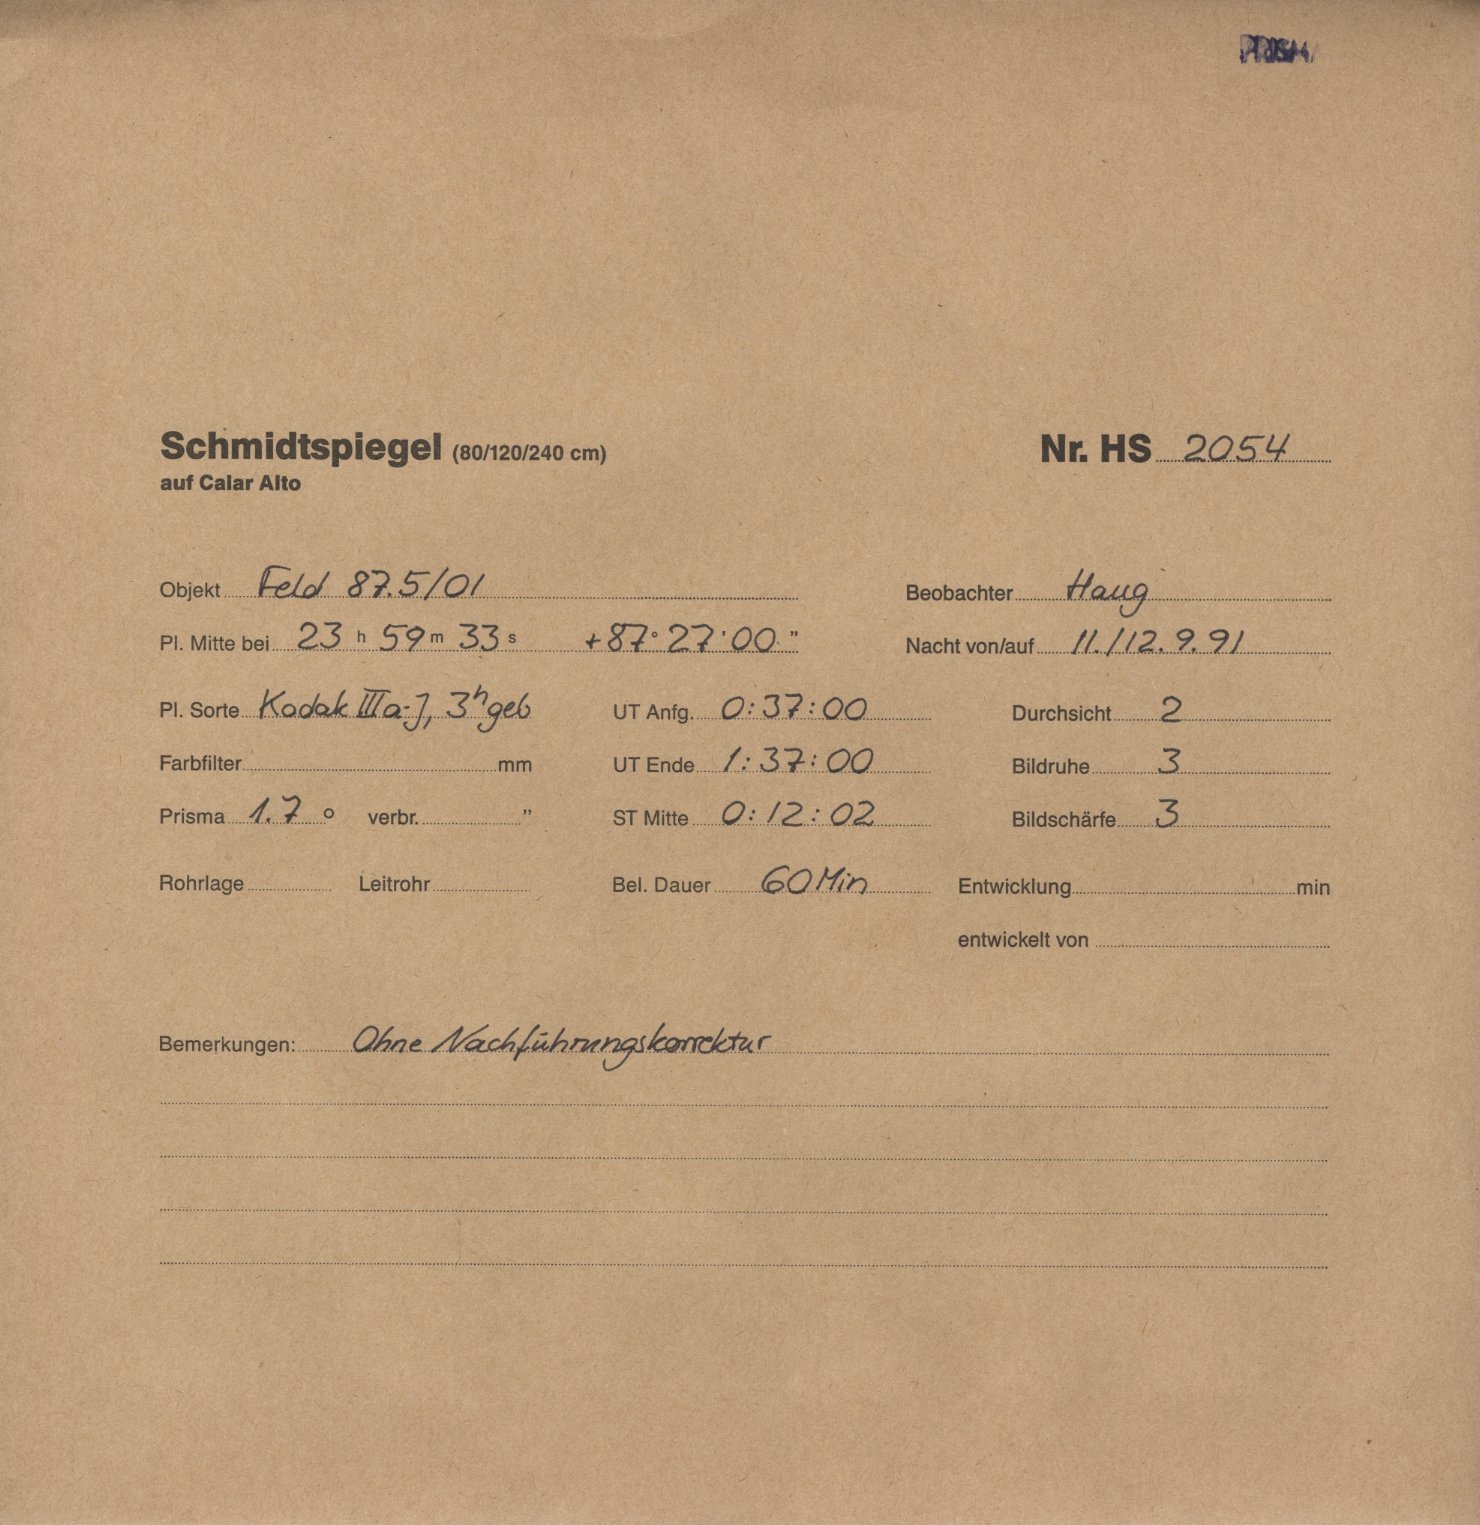 PRISMA
Schmidtspiegel (80/120/240 cm) Nr. HS 2054
auf Calar Alto
Objekt Feld 87.5/01 Beobachter Haug
Pl. Mitte bei 23 h 59 m 33 s +87° 27' 00 " Nacht von/auf 11./12. 9. 91
Pl. Sorte Kodak IIIa-J, 3h geb UT Anfg. 0:37:00 Durchsicht 2
Farbfilter mm UT Ende 1:37:00 Bildruhe 3
Prisma 1.7 ° verbr. " ST Mitte 0:12:02 Bildschärfe 3
Rohrlage Leitrohr Bel. Dauer 60 Min Entwicklung min
entwickelt von
Bemerkungen: Ohne Nachführungskorrektur